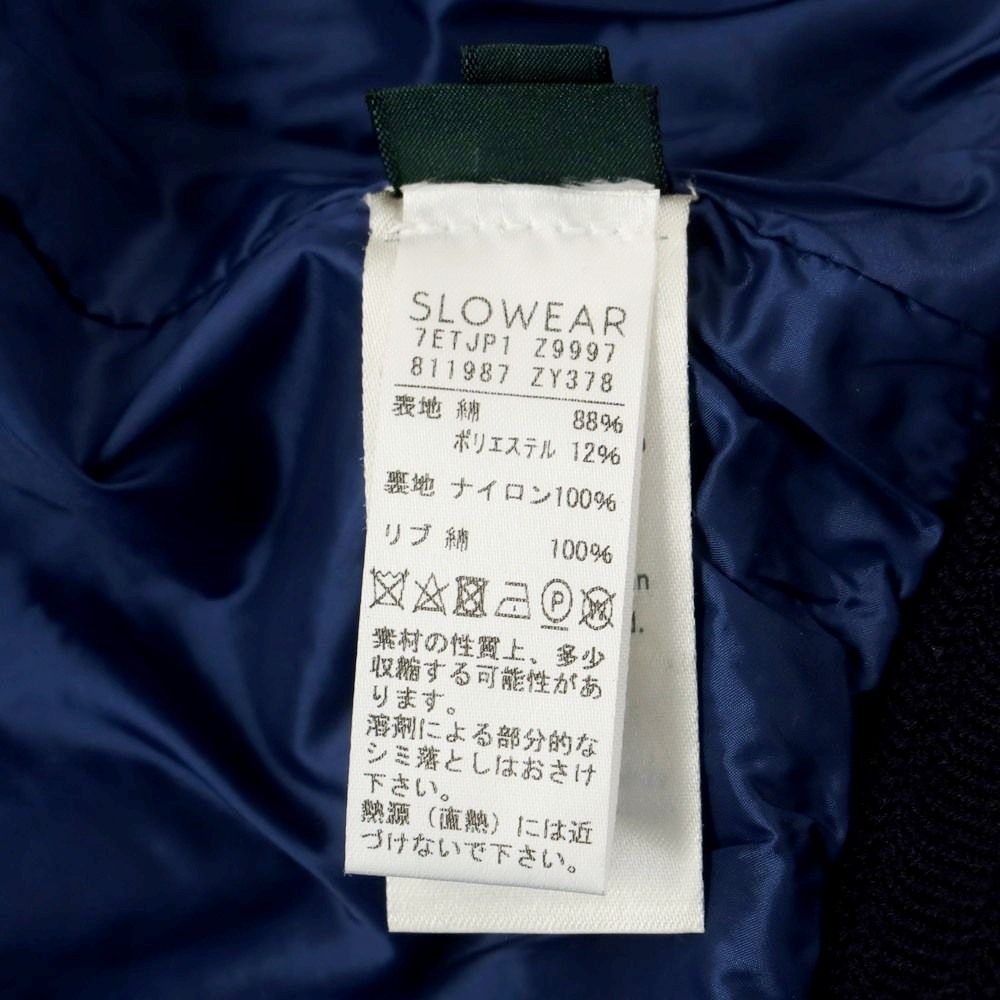 SLOWEAR
7ETJP1 Z9997
811987 ZY378
表地 綿 88%
ポリエステル 12%
裏地 ナイロン100%
リブ 綿 100%
P
素材の性質上、多少
収縮する可能性があ
ります。
溶剤による部分的な
シミ落としはおさけ
下さい。
熱源（直熱）には近
づけないで下さい。